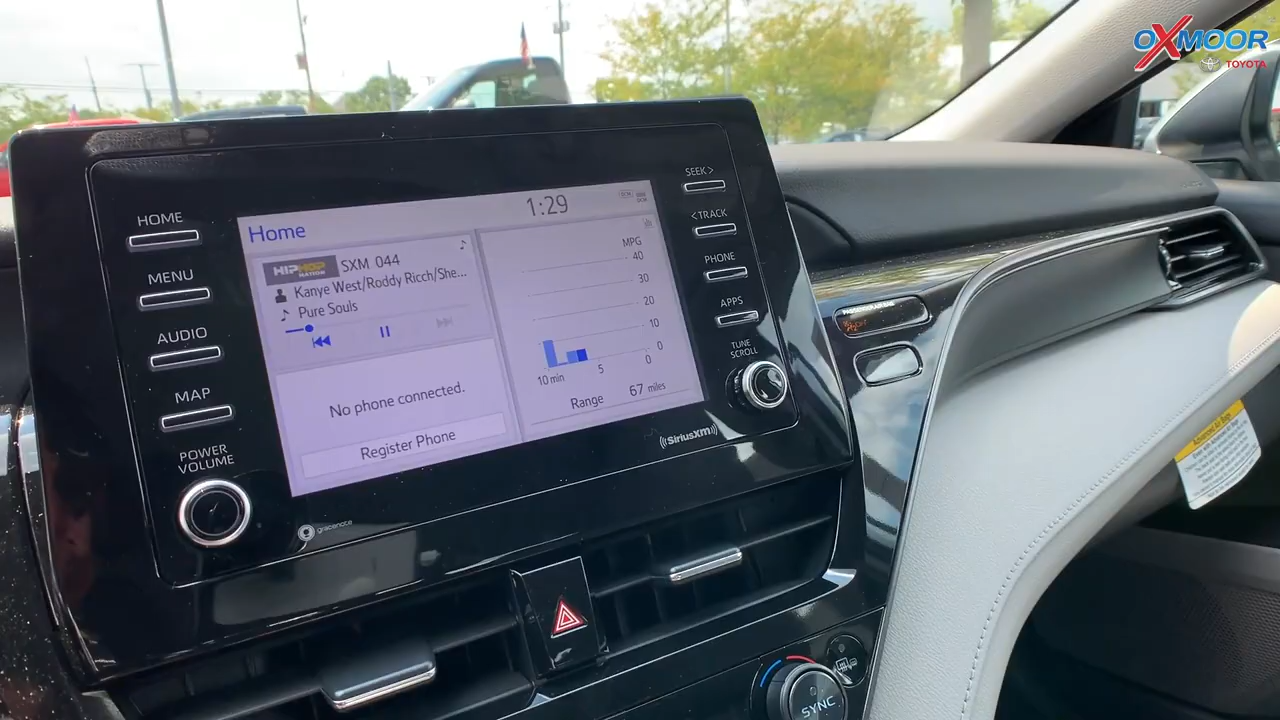 OXMOOR
TOYOTA
HOME
MENU
AUDIO
MAP
POWER
VOLUME
Home
1:29
HIPHOP
NATION
SXM 044
Kanye West/Roddy Ricch/She...
Pure Souls
No phone connected.
Register Phone
MPG
40
30
20
10
0
0
10 min
5
Range
67 miles
SEEK >
< TRACK
PHONE
APPS
TUNE
SCROLL
((SiriusXM))
gracenote
SYNC